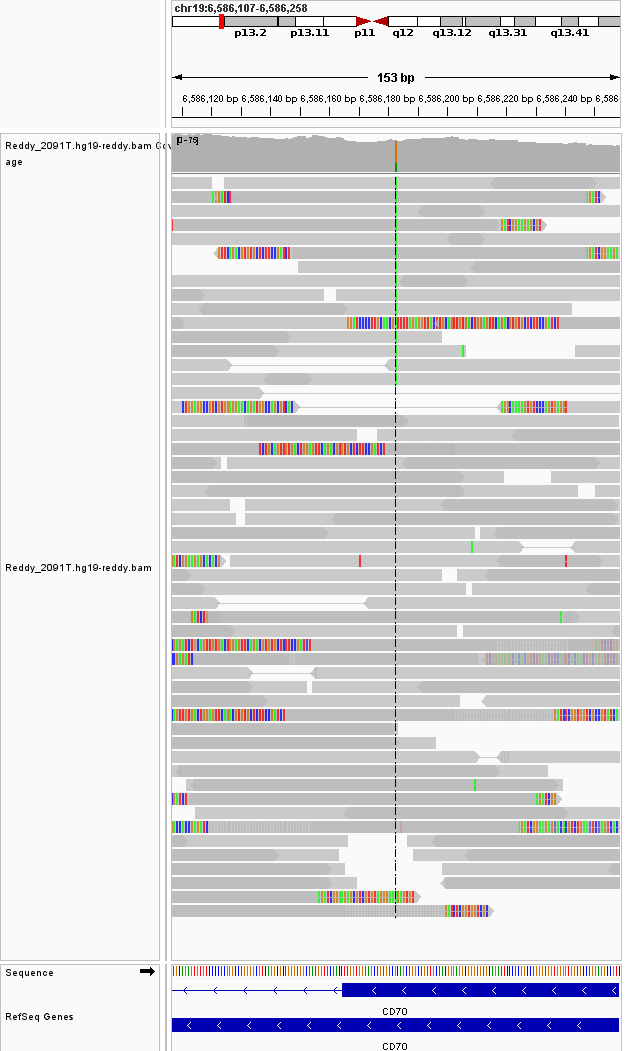 chr19:6,586,107-6,586,258
p13.2 p13.11 p11 q12 q13.12 q13.31 q13.41
153 bp
6,586,120 bp 6,586,140 bp 6,586,160 bp 6,586,180 bp 6,586,200 bp 6,586,220 bp 6,586,240 bp 6,586
Reddy_2091T.hg19-reddy.bam Cov
age
Reddy_2091T.hg19-reddy.bam
Sequence
CD70
RefSeq Genes
CD70